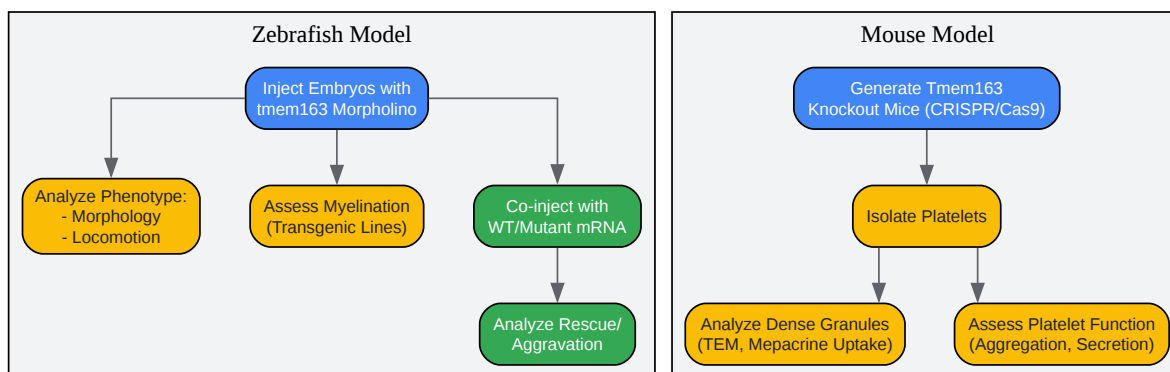 Zebrafish Model
Inject Embryos with
tmem163 Morpholino
Analyze Phenotype:
- Morphology
- Locomotion
Assess Myelination
(Transgenic Lines)
Co-inject with
WT/Mutant mRNA
Analyze Rescue/
Aggravation
Mouse Model
Generate Tmem163
Knockout Mice (CRISPR/Cas9)
Isolate Platelets
Analyze Dense Granules
(TEM, Mepacrine Uptake)
Assess Platelet Function
(Aggregation, Secretion)